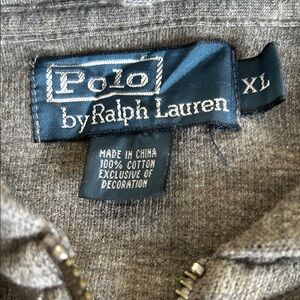 Polo
by Ralph Lauren
XL
MADE IN CHINA
100% COTTON
EXCLUSIVE OF
DECORATION